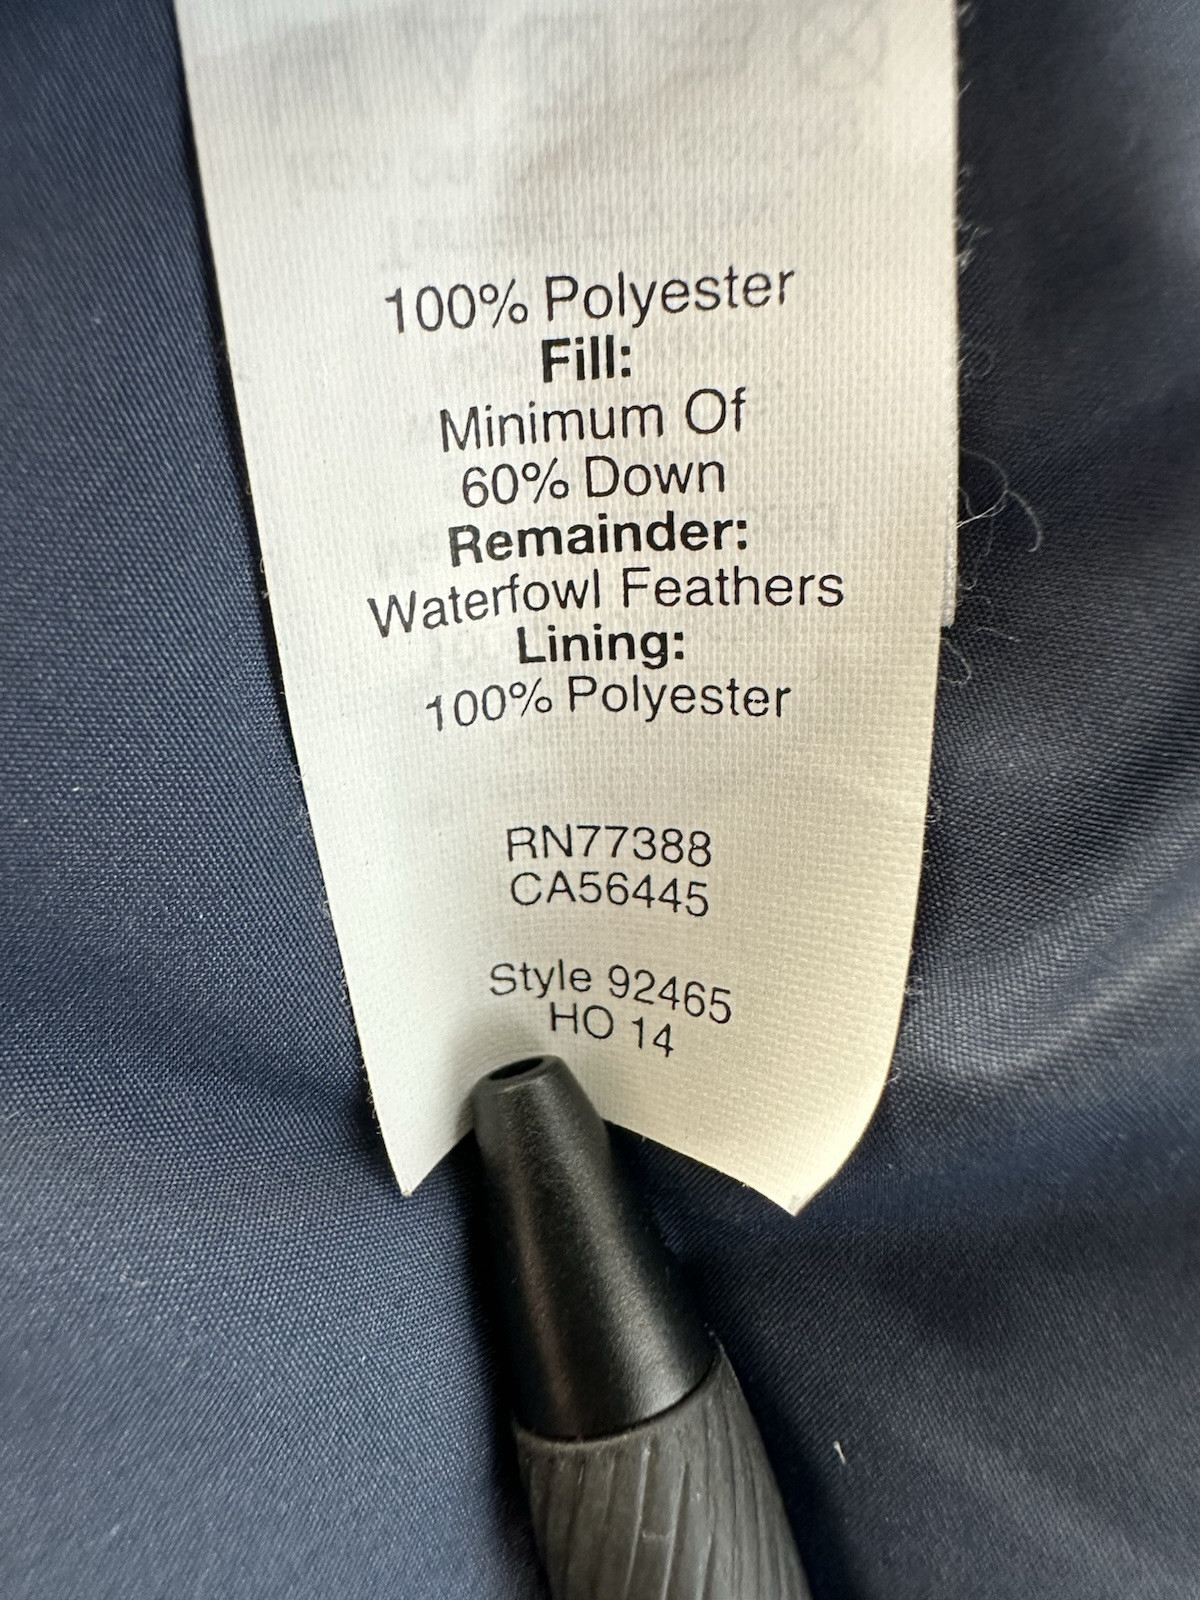 100% Polyester
Fill:
Minimum Of
60% Down
Remainder:
Waterfowl Feathers
Lining:
100% Polyester
RN77388
CA56445
Style 92465
HO 14